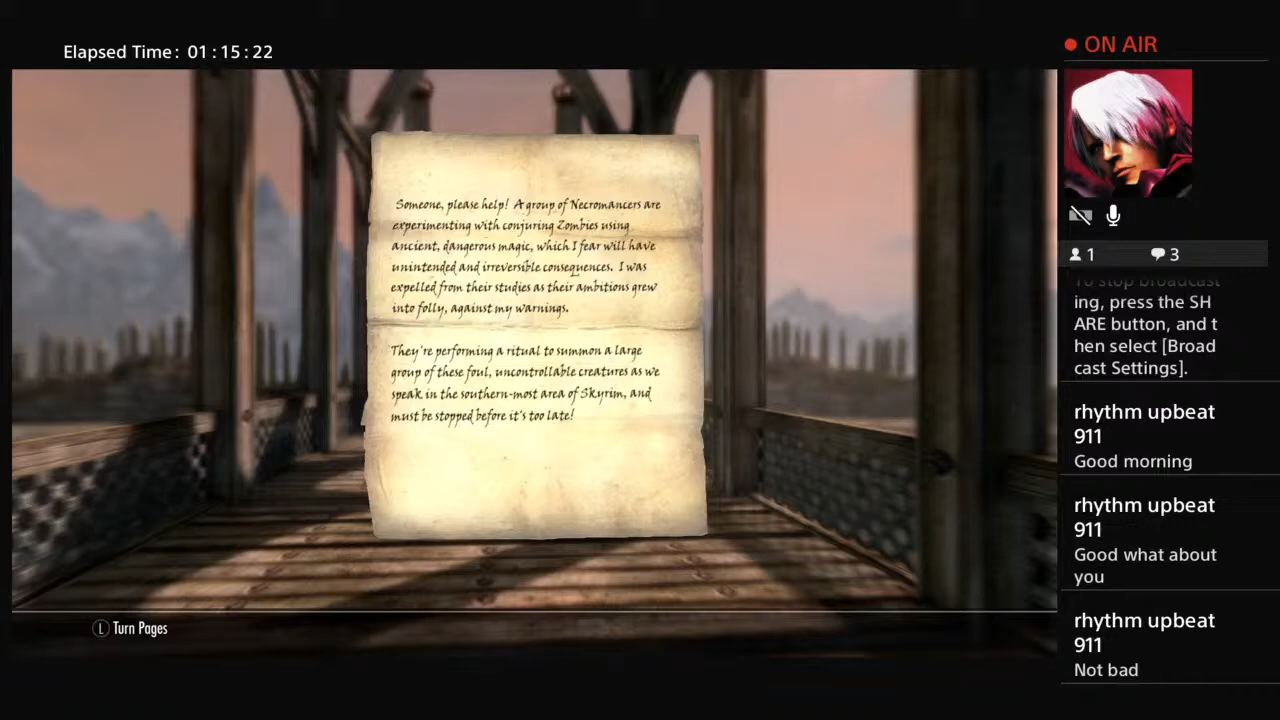 Elapsed Time: 01:15:22
ON AIR
Someone, please help! A group of Necromancers are
experimenting with conjuring Zombies using
ancient, dangerous magic, which I fear will have
unintended and irreversible consequences. I was
expelled from their studies as their ambitions grew
into folly, against my warnings.
They're performing a ritual to summon a large
group of these foul, uncontrollable creatures as we
speak in the southern-most area of Skyrim, and
must be stopped before it's too late!
L Turn Pages
1 3
To stop broadcast
ing, press the SH
ARE button, and t
hen select [Broad
cast Settings].
rhythm upbeat
911
Good morning
rhythm upbeat
911
Good what about
you
rhythm upbeat
911
Not bad